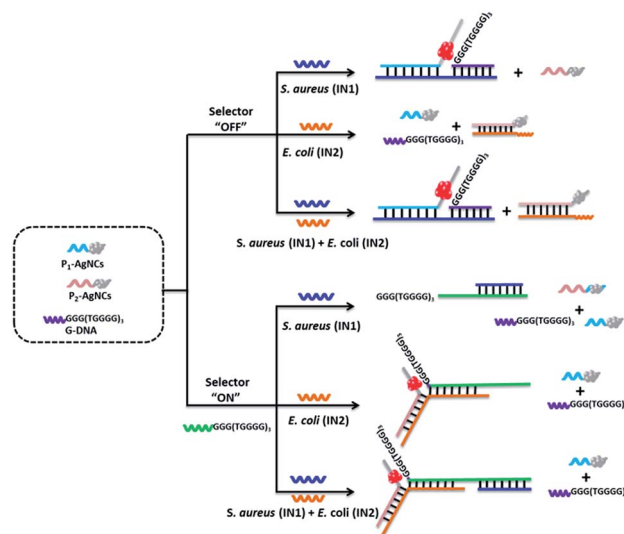 GGG(TGGGG)₃
S. aureus (IN1)
+
Selector
"OFF"
E. coli (IN2)
+
GGG(TGGGG)₃
GGG(TGGGG)₃
S. aureus (IN1) + E. coli (IN2)
+
P₁-AgNCs
P₂-AgNCs
GGG(TGGGG)₃
G-DNA
GGG(TGGGG)₃
S. aureus (IN1)
+
GGG(TGGGG)₃
Selector
"ON"
GGG(TGGGG)₃
E. coli (IN2)
GGG(TGGGG)₃
+
GGG(TGGGG)₃
S. aureus (IN1) + E. coli (IN2)
GGG(TGGGG)₃
+
GGG(TGGGG)₃